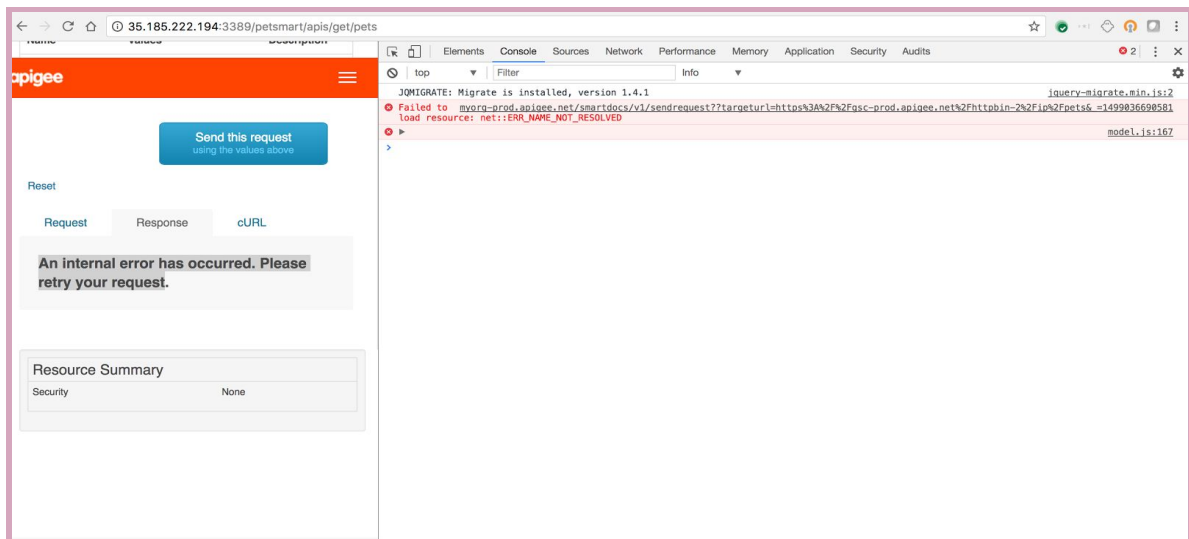 35.185.222.194:3389/petsmart/apis/get/pets
Name Values Description
apigee
Send this request
using the values above
Reset
Request Response cURL
An internal error has occurred. Please
retry your request.
Resource Summary
Security None
Elements Console Sources Network Performance Memory Application Security Audits 2
top Filter Info
JQMIGRATE: Migrate is installed, version 1.4.1 jquery-migrate.min.js:2
Failed to myorg-prod.apigee.net/smartdocs/v1/sendrequest??targeturl=https%3A%2F%2Fgsc-prod.apigee.net%2Fhttpbin-2%2Fip%2Fpets&_=1499036690581
load resource: net::ERR_NAME_NOT_RESOLVED
model.js:167